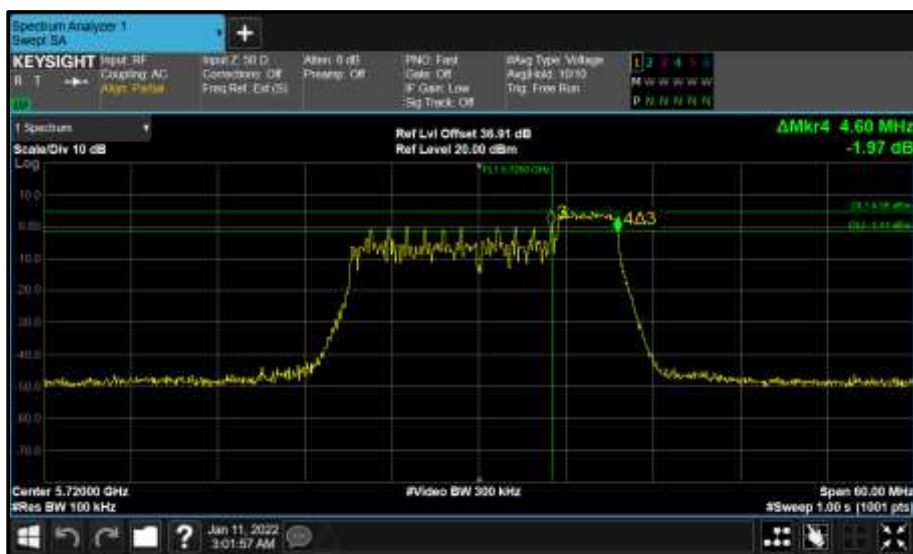 Spectrum Analyzer 1
Swept SA
KEYSIGHT
R T
Input: RF
Coupling: AC
Align: Partial
Input Z: 50 Ω
Corrections: Off
Freq Ref: Ext (S)
Atten: 6 dB
Preamp: Off
PNO: Fast
Gate: Off
IF Gain: Low
Sig Track: Off
#Avg Type: Voltage
Avg|Hold: 10/10
Trig: Free Run
1 2 3 4 5 6
M W W W W W
P N N N N N
1 Spectrum
Scale/Div 10 dB
Log
Ref Lvl Offset 36.91 dB
Ref Level 20.00 dBm
ΔMkr4 4.60 MHz
-1.97 dB
10.0
0.00
-10.0
-20.0
-30.0
-40.0
-50.0
-60.0
-70.0
3
4Δ3
Center 5.72000 GHz
#Res BW 100 kHz
#Video BW 300 kHz
Span 60.00 MHz
#Sweep 1.00 s (1001 pts)
?
Jan 11, 2022
3:01:57 AM